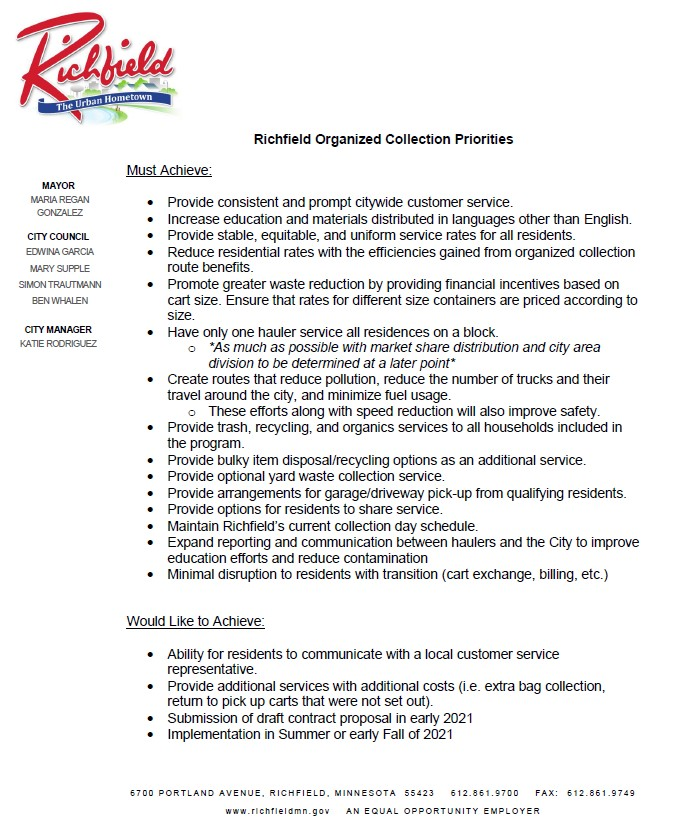 Richfield
The Urban Hometown
Richfield Organized Collection Priorities
MAYOR
MARIA REGAN
GONZALEZ
CITY COUNCIL
EDWINA GARCIA
MARY SUPPLE
SIMON TRAUTMANN
BEN WHALEN
CITY MANAGER
KATIE RODRIGUEZ
Must Achieve:
• Provide consistent and prompt citywide customer service.
• Increase education and materials distributed in languages other than English.
• Provide stable, equitable, and uniform service rates for all residents.
• Reduce residential rates with the efficiencies gained from organized collection
route benefits.
• Promote greater waste reduction by providing financial incentives based on
cart size. Ensure that rates for different size containers are priced according to
size.
• Have only one hauler service all residences on a block.
o *As much as possible with market share distribution and city area
division to be determined at a later point*
• Create routes that reduce pollution, reduce the number of trucks and their
travel around the city, and minimize fuel usage.
o These efforts along with speed reduction will also improve safety.
• Provide trash, recycling, and organics services to all households included in
the program.
• Provide bulky item disposal/recycling options as an additional service.
• Provide optional yard waste collection service.
• Provide arrangements for garage/driveway pick-up from qualifying residents.
• Provide options for residents to share service.
• Maintain Richfield's current collection day schedule.
• Expand reporting and communication between haulers and the City to improve
education efforts and reduce contamination
• Minimal disruption to residents with transition (cart exchange, billing, etc.)
Would Like to Achieve:
• Ability for residents to communicate with a local customer service
representative.
• Provide additional services with additional costs (i.e. extra bag collection,
return to pick up carts that were not set out).
• Submission of draft contract proposal in early 2021
• Implementation in Summer or early Fall of 2021
6700 PORTLAND AVENUE, RICHFIELD, MINNESOTA 55423 612.861.9700 FAX: 612.861.9749
www.richfieldmn.gov AN EQUAL OPPORTUNITY EMPLOYER